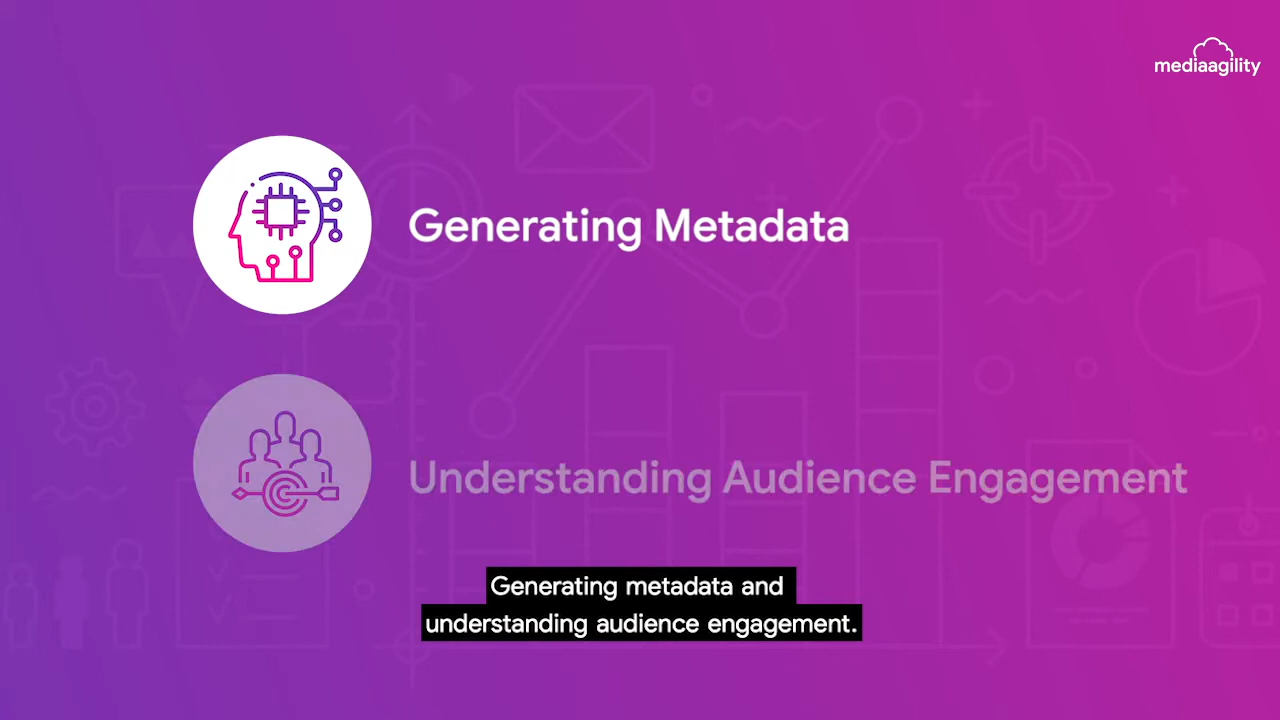 mediaagility
Generating Metadata
Understanding Audience Engagement
Generating metadata and
understanding audience engagement.